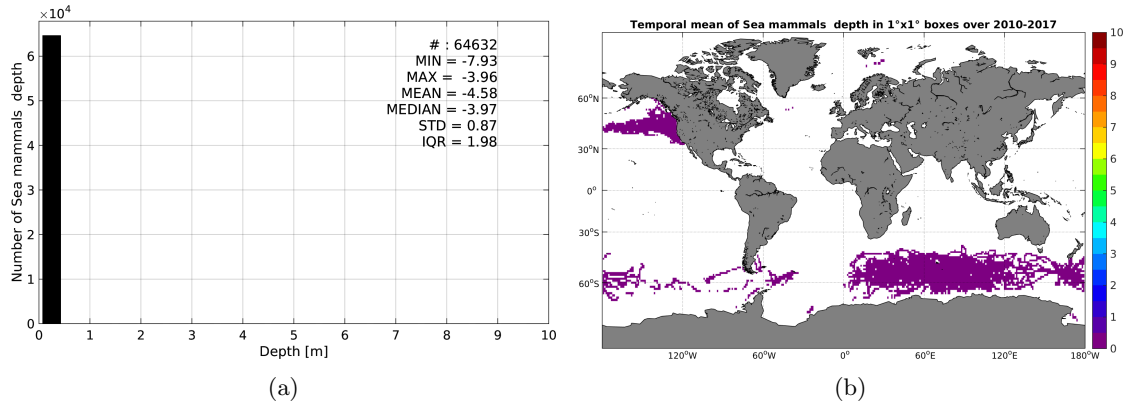 x 10⁴
6
5
4
3
2
1
0
Number of Sea mammals depth
# : 64632
MIN = -7.93
MAX = -3.96
MEAN = -4.58
MEDIAN = -3.97
STD = 0.87
IQR = 1.98
0 1 2 3 4 5 6 7 8 9 10
Depth [m]
(a)
Temporal mean of Sea mammals depth in 1°x1° boxes over 2010-2017
60°N
30°N
0°
30°S
60°S
120°W 60°W 0° 60°E 120°E 180°W
10
9
8
7
6
5
4
3
2
1
0
(b)